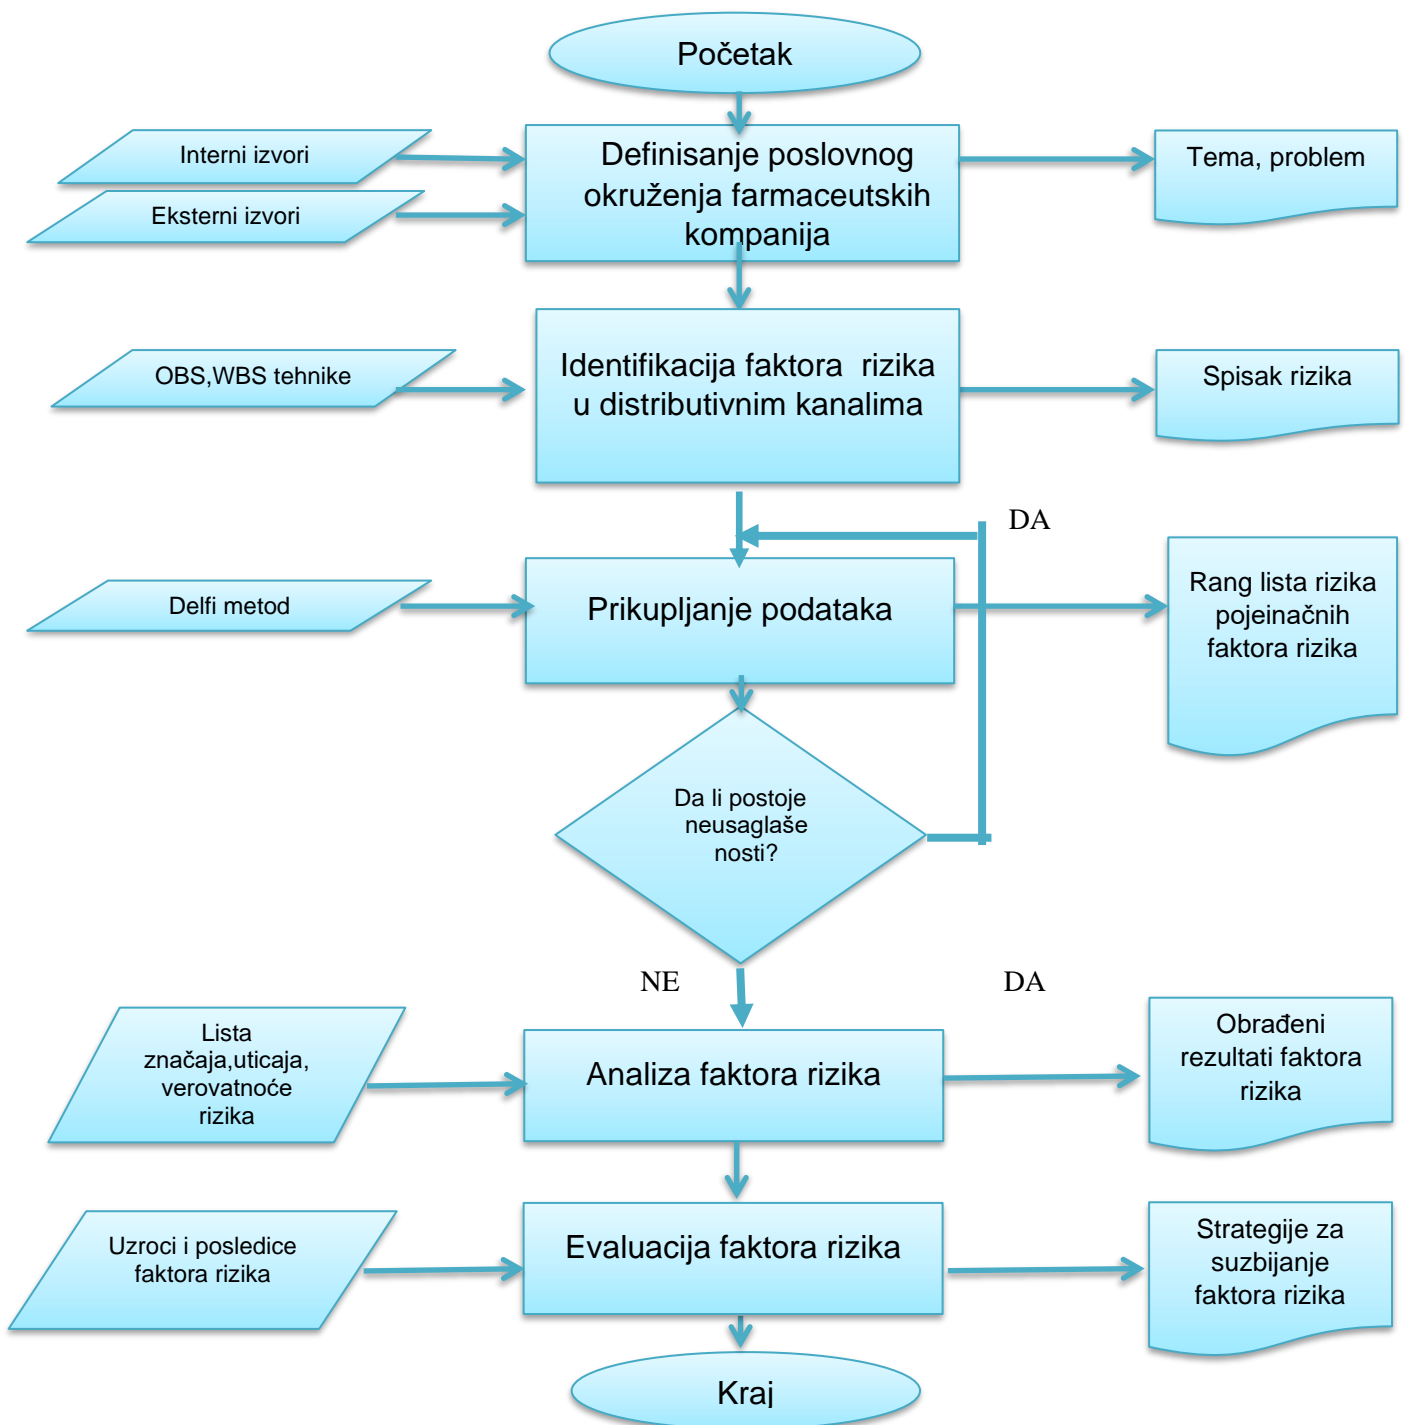 Početak
Interni izvori
Eksterni izvori
Definisanje poslovnog
okruženja farmaceutskih
kompanija
Tema, problem
OBS,WBS tehnike
Identifikacija faktora  rizika
u distributivnim kanalima
Spisak rizika
DA
Delfi metod
Prikupljanje podataka
Rang lista rizika
pojeinačnih
faktora rizika
Da li postoje
neusaglaše
nosti?
NE
DA
Lista
značaja,uticaja,
verovatnoće
rizika
Analiza faktora rizika
Obrađeni
rezultati faktora
rizika
Uzroci i posledice
faktora rizika
Evaluacija faktora rizika
Strategije za
suzbijanje
faktora rizika
Kraj